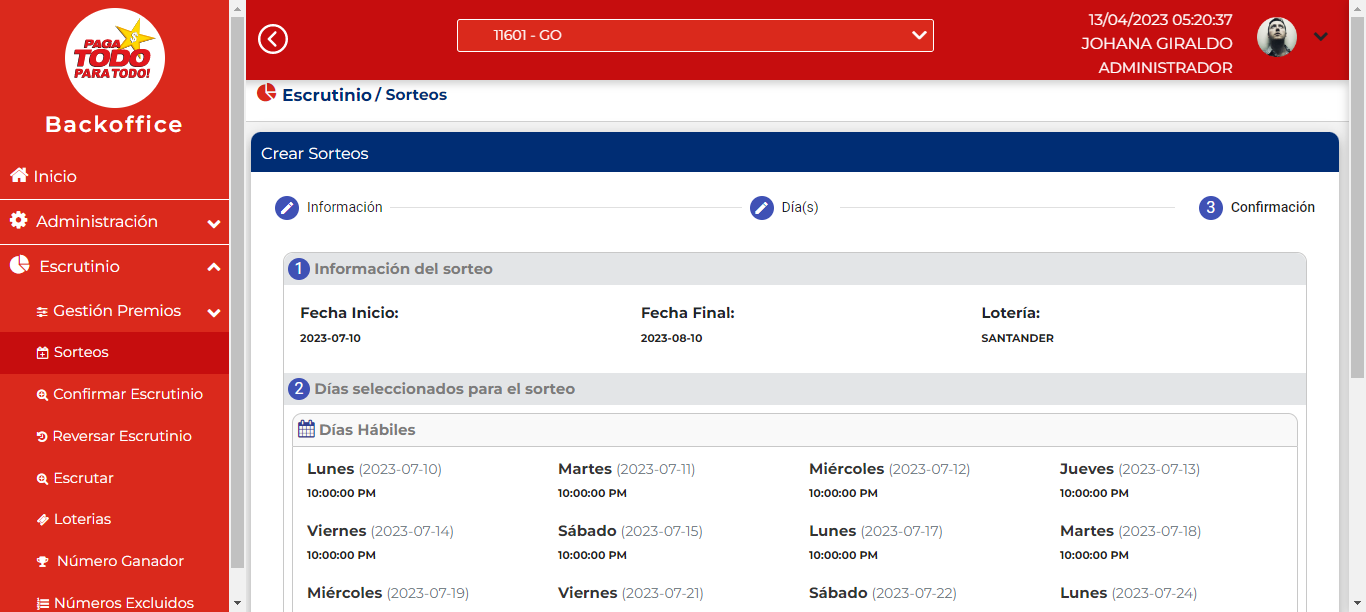 PAGA
TODO
PARA TODO!
Backoffice
Inicio
Administración
Escrutinio
Gestión Premios
Sorteos
Confirmar Escrutinio
Reversar Escrutinio
Escrutar
Loterias
Número Ganador
Números Excluidos
11601 - GO
13/04/2023 05:20:37
JOHANA GIRALDO
ADMINISTRADOR
Escrutinio / Sorteos
Crear Sorteos
Información
Día(s)
3 Confirmación
1 Información del sorteo
Fecha Inicio: Fecha Final: Lotería:
2023-07-10 2023-08-10 SANTANDER
2 Días seleccionados para el sorteo
Días Hábiles
Lunes (2023-07-10) Martes (2023-07-11) Miércoles (2023-07-12) Jueves (2023-07-13)
10:00:00 PM 10:00:00 PM 10:00:00 PM 10:00:00 PM
Viernes (2023-07-14) Sábado (2023-07-15) Lunes (2023-07-17) Martes (2023-07-18)
10:00:00 PM 10:00:00 PM 10:00:00 PM 10:00:00 PM
Miércoles (2023-07-19) Viernes (2023-07-21) Sábado (2023-07-22) Lunes (2023-07-24)